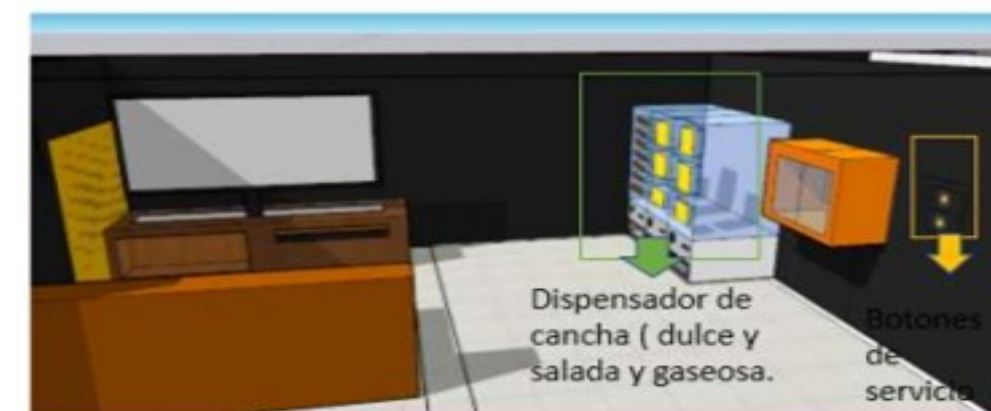 Dispensador de
cancha ( dulce y
salada y gaseosa.
Botones
de
servicio